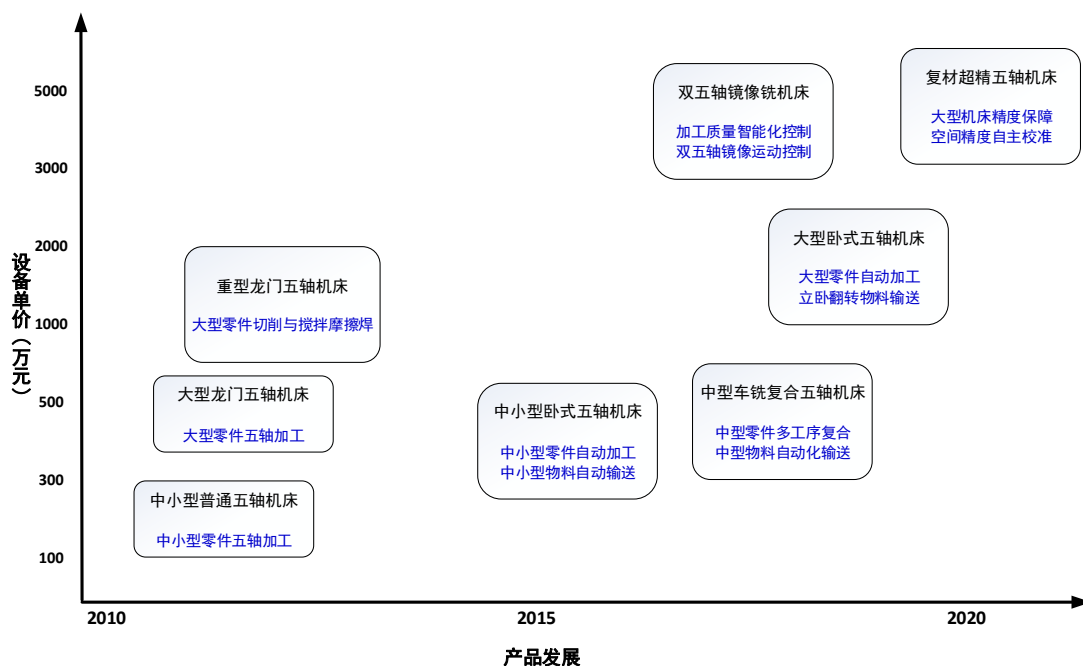 5000
3000
2000
1000
500
300
100
设备单价（万元）
双五轴镜像铣机床
加工质量智能化控制
双五轴镜像运动控制
复材超精五轴机床
大型机床精度保障
空间精度自主校准
大型卧式五轴机床
大型零件自动加工
立卧翻转物料输送
重型龙门五轴机床
大型零件切削与搅拌摩擦焊
大型龙门五轴机床
大型零件五轴加工
中小型卧式五轴机床
中小型零件自动加工
中小型物料自动输送
中型车铣复合五轴机床
中型零件多工序复合
中型物料自动化输送
中小型普通五轴机床
中小型零件五轴加工
2010
2015
2020
产品发展